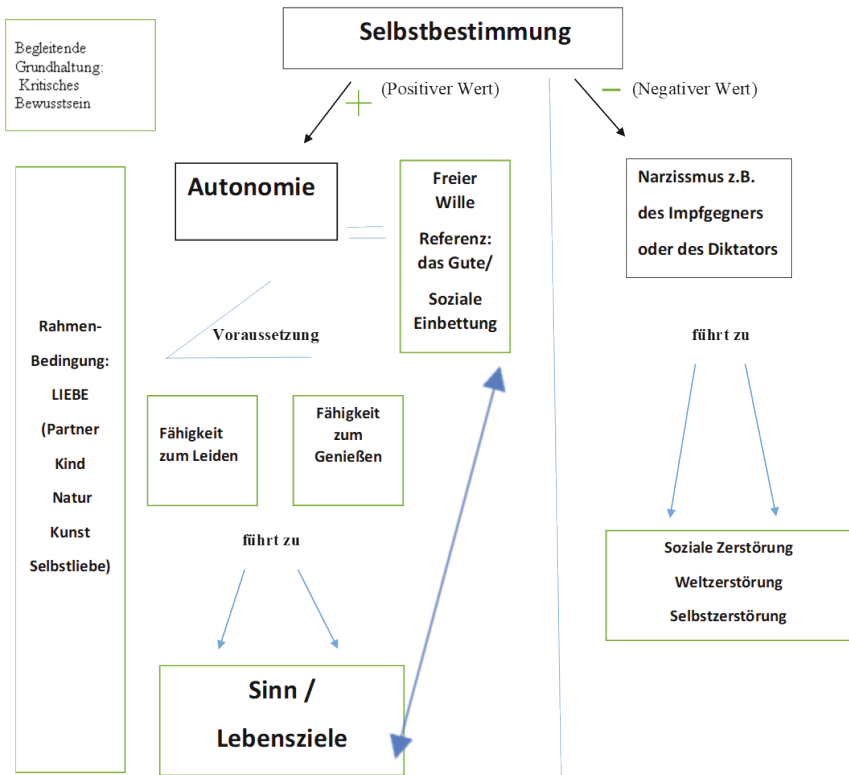 Selbstbestimmung
Begleitende
Grundhaltung:
Kritisches
Bewusstsein
+ (Positiver Wert)
− (Negativer Wert)
Autonomie
=
Freier
Wille
Referenz:
das Gute/
Soziale
Einbettung
Narzissmus z.B.
des Impfgegners
oder des Diktators
Voraussetzung
führt zu
Rahmen-
Bedingung:
LIEBE
(Partner
Kind
Natur
Kunst
Selbstliebe)
Fähigkeit
zum Leiden
Fähigkeit
zum
Genießen
führt zu
Soziale Zerstörung
Weltzerstörung
Selbstzerstörung
Sinn /
Lebensziele